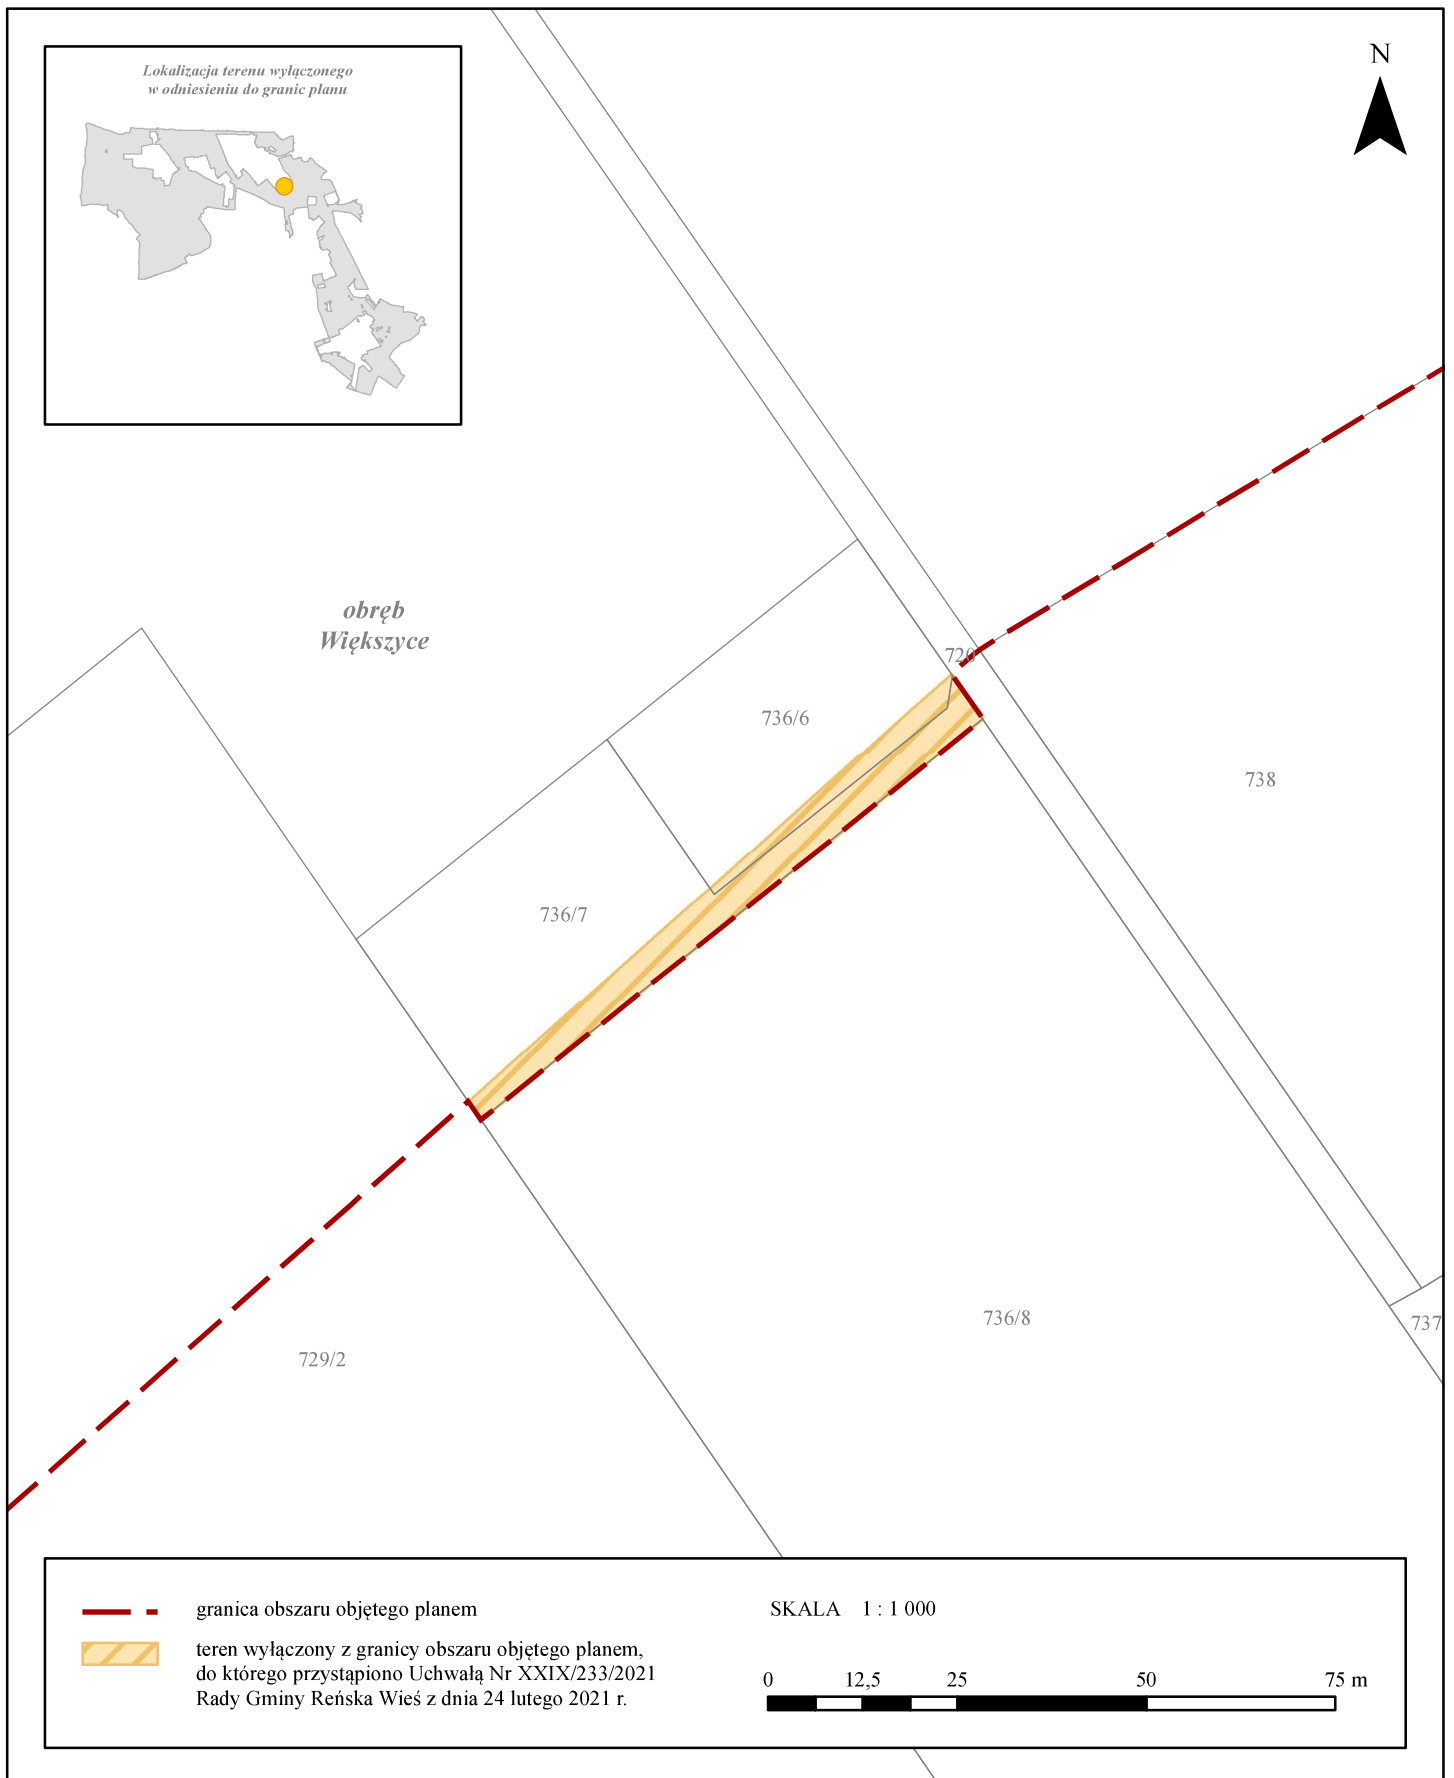 Lokalizacja terenu wyłączonego
w odniesieniu do granic planu
N
obręb
Większyce
720
736/6
738
736/7
736/8
737
729/2
granica obszaru objętego planem
teren wyłączony z granicy obszaru objętego planem,
do którego przystąpiono Uchwałą Nr XXIX/233/2021
Rady Gminy Reńska Wieś z dnia 24 lutego 2021 r.
SKALA 1 : 1 000
0 12,5 25 50 75 m